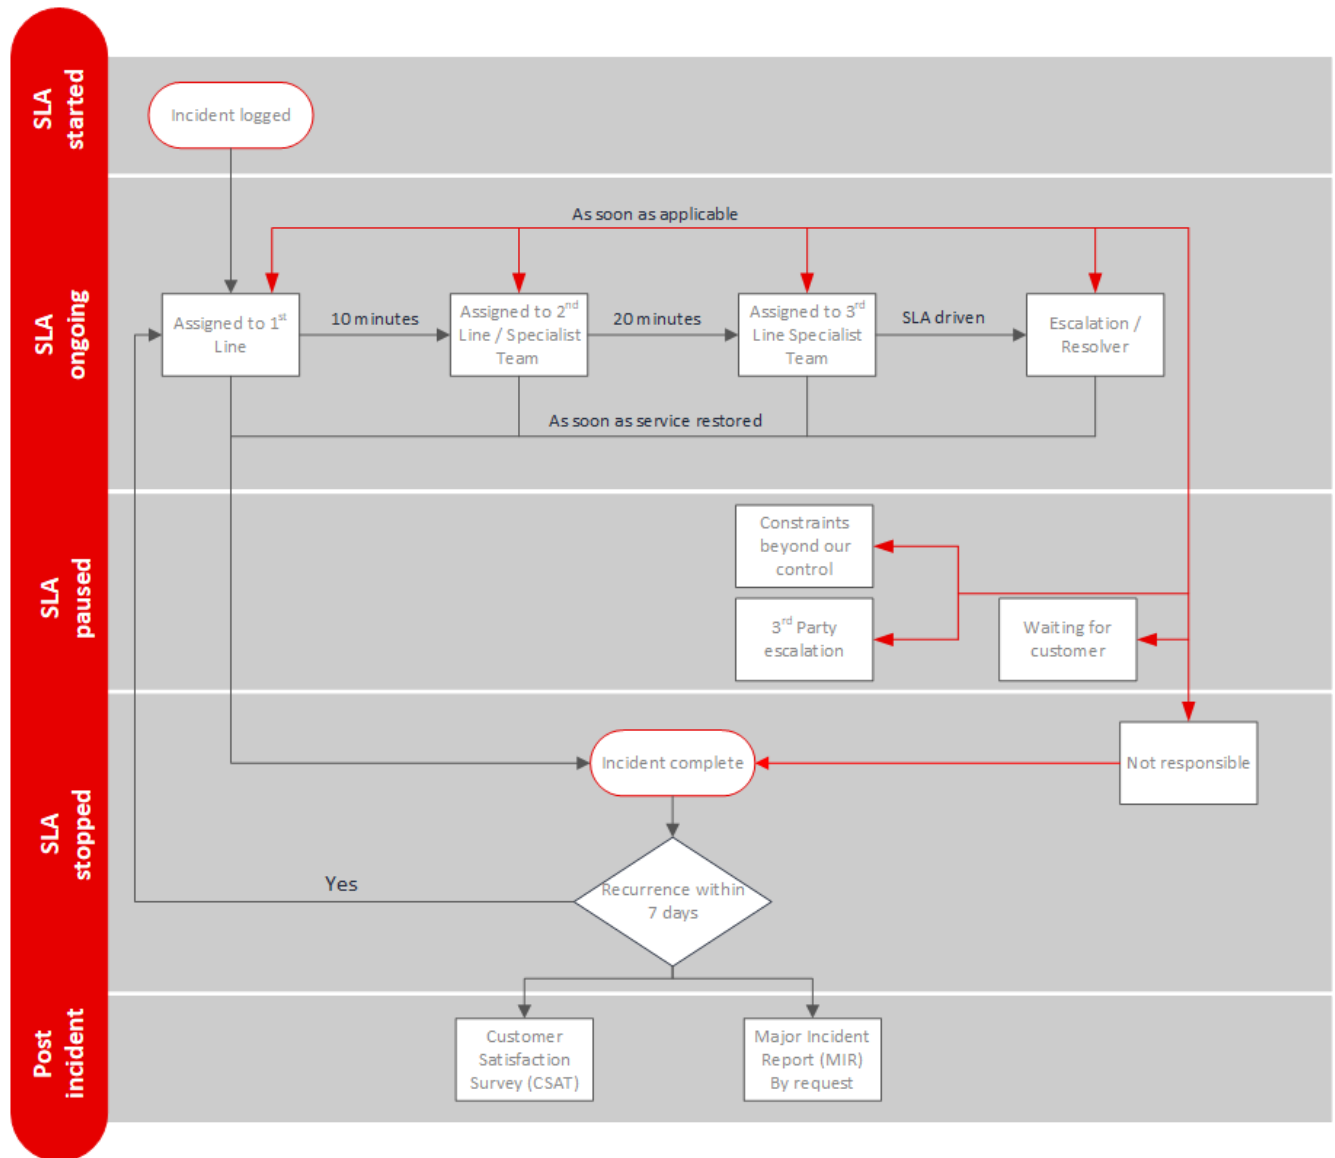 SLA
started
Incident logged
SLA
ongoing
As soon as applicable
Assigned to 1st
Line
10 minutes
Assigned to 2nd
Line / Specialist
Team
20 minutes
Assigned to 3rd
Line Specialist
Team
SLA driven
Escalation /
Resolver
As soon as service restored
SLA
paused
Constraints
beyond our
control
3rd Party
escalation
Waiting for
customer
SLA
stopped
Incident complete
Not responsible
Recurrence within
7 days
Yes
Post
incident
Customer
Satisfaction
Survey (CSAT)
Major Incident
Report (MIR)
By request